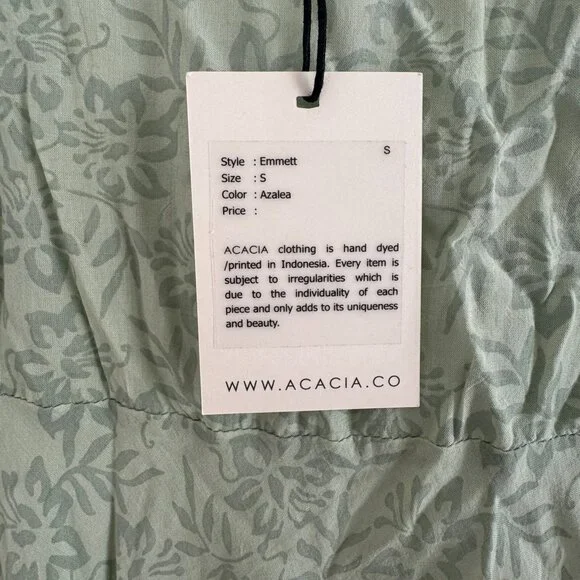 S
Style : Emmett
Size : S
Color : Azalea
Price :
ACACIA clothing is hand dyed
/printed in Indonesia. Every item is
subject to irregularities which is
due to the individuality of each
piece and only adds to its uniqueness
and beauty.
WWW.ACACIA.CO